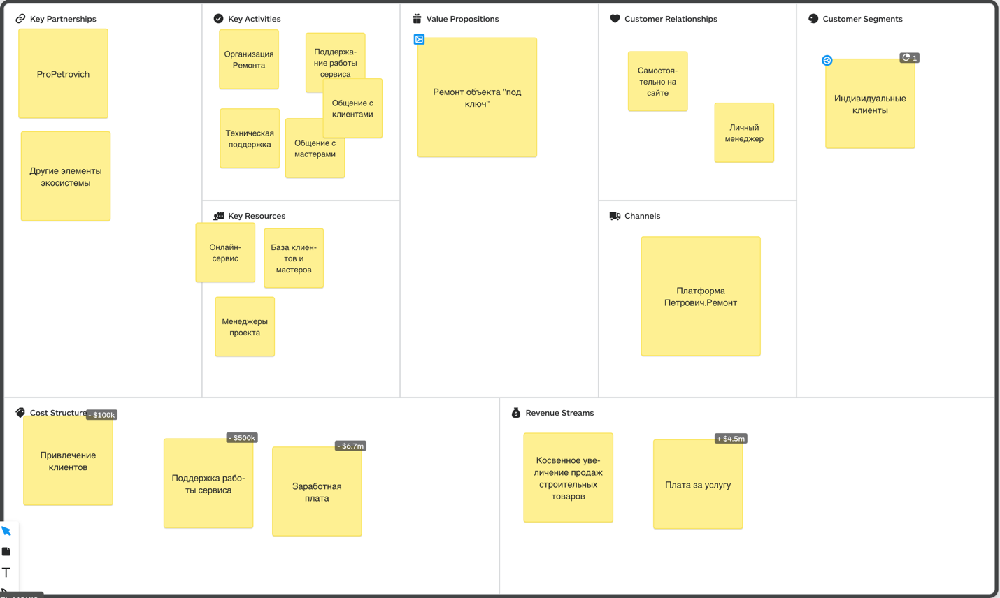 Key Partnerships
ProPetrovich
Другие элементы
экосистемы
Key Activities
Организация
Ремонта
Поддержа-
ние работы
сервиса
Общение с
клиентами
Техническая
поддержка
Общение с
мастерами
Key Resources
Онлайн-
сервис
База клиен-
тов и
мастеров
Менеджеры
проекта
Value Propositions
Ремонт объекта "под
ключ"
Customer Relationships
Самостоя-
тельно на
сайте
Личный
менеджер
Channels
Платформа
Петрович.Ремонт
Customer Segments
1
Индивидуальные
клиенты
Cost Structure
- $100k
Привлечение
клиентов
- $500k
Поддержка рабо-
ты сервиса
- $6.7m
Заработная
плата
Revenue Streams
Косвенное уве-
личение продаж
строительных
товаров
+ $4.5m
Плата за услугу
T